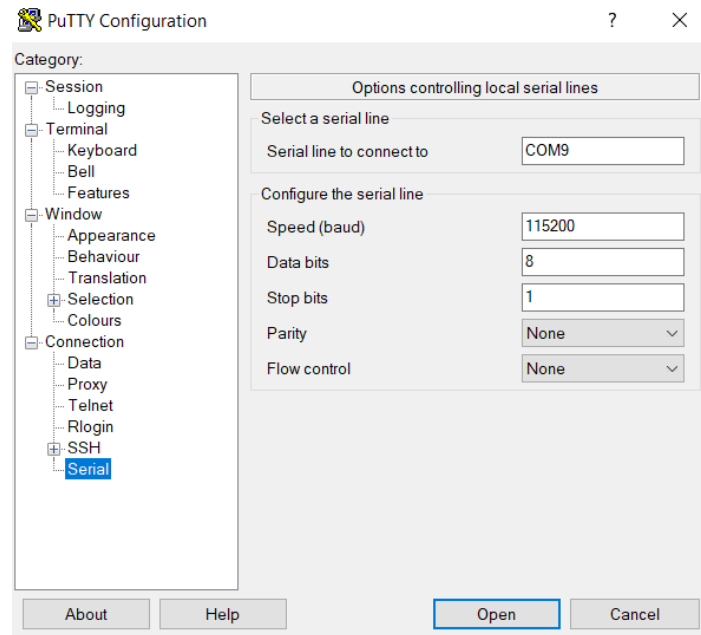 PuTTY Configuration
?
Category:
Session
Logging
Terminal
Keyboard
Bell
Features
Window
Appearance
Behaviour
Translation
Selection
Colours
Connection
Data
Proxy
Telnet
Rlogin
SSH
Serial
Options controlling local serial lines
Select a serial line
Serial line to connect to COM9
Configure the serial line
Speed (baud) 115200
Data bits 8
Stop bits 1
Parity None
Flow control None
About Help Open Cancel